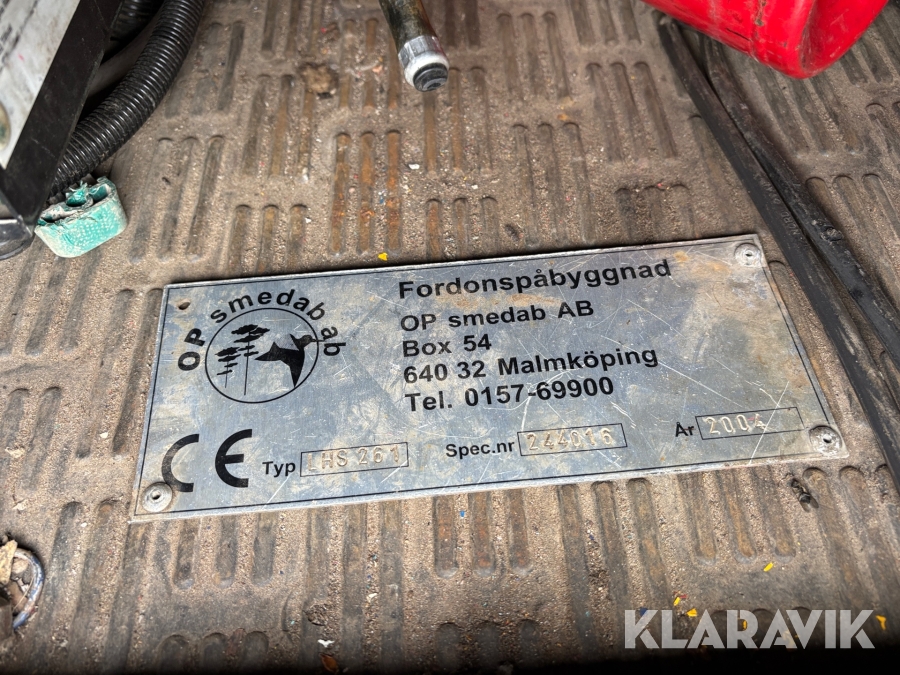 OP smedab ab
Fordonspåbyggnad
OP smedab AB
Box 54
640 32 Malmköping
Tel. 0157-69900
CE Typ LHS 261 Spec.nr 244016 År 2004
KLARAVIK